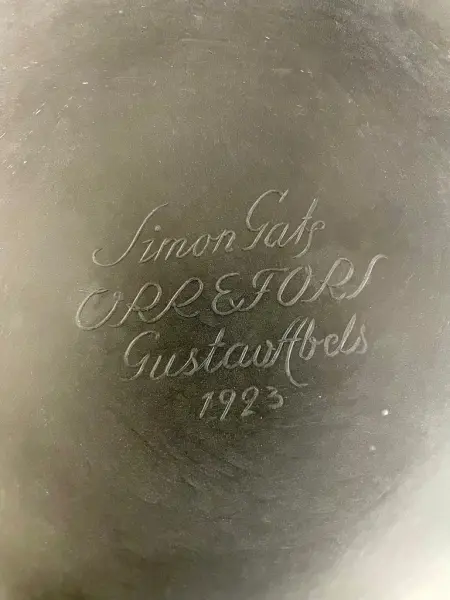 Simon Gate
ORREFORS
Gustaw Abels
1923